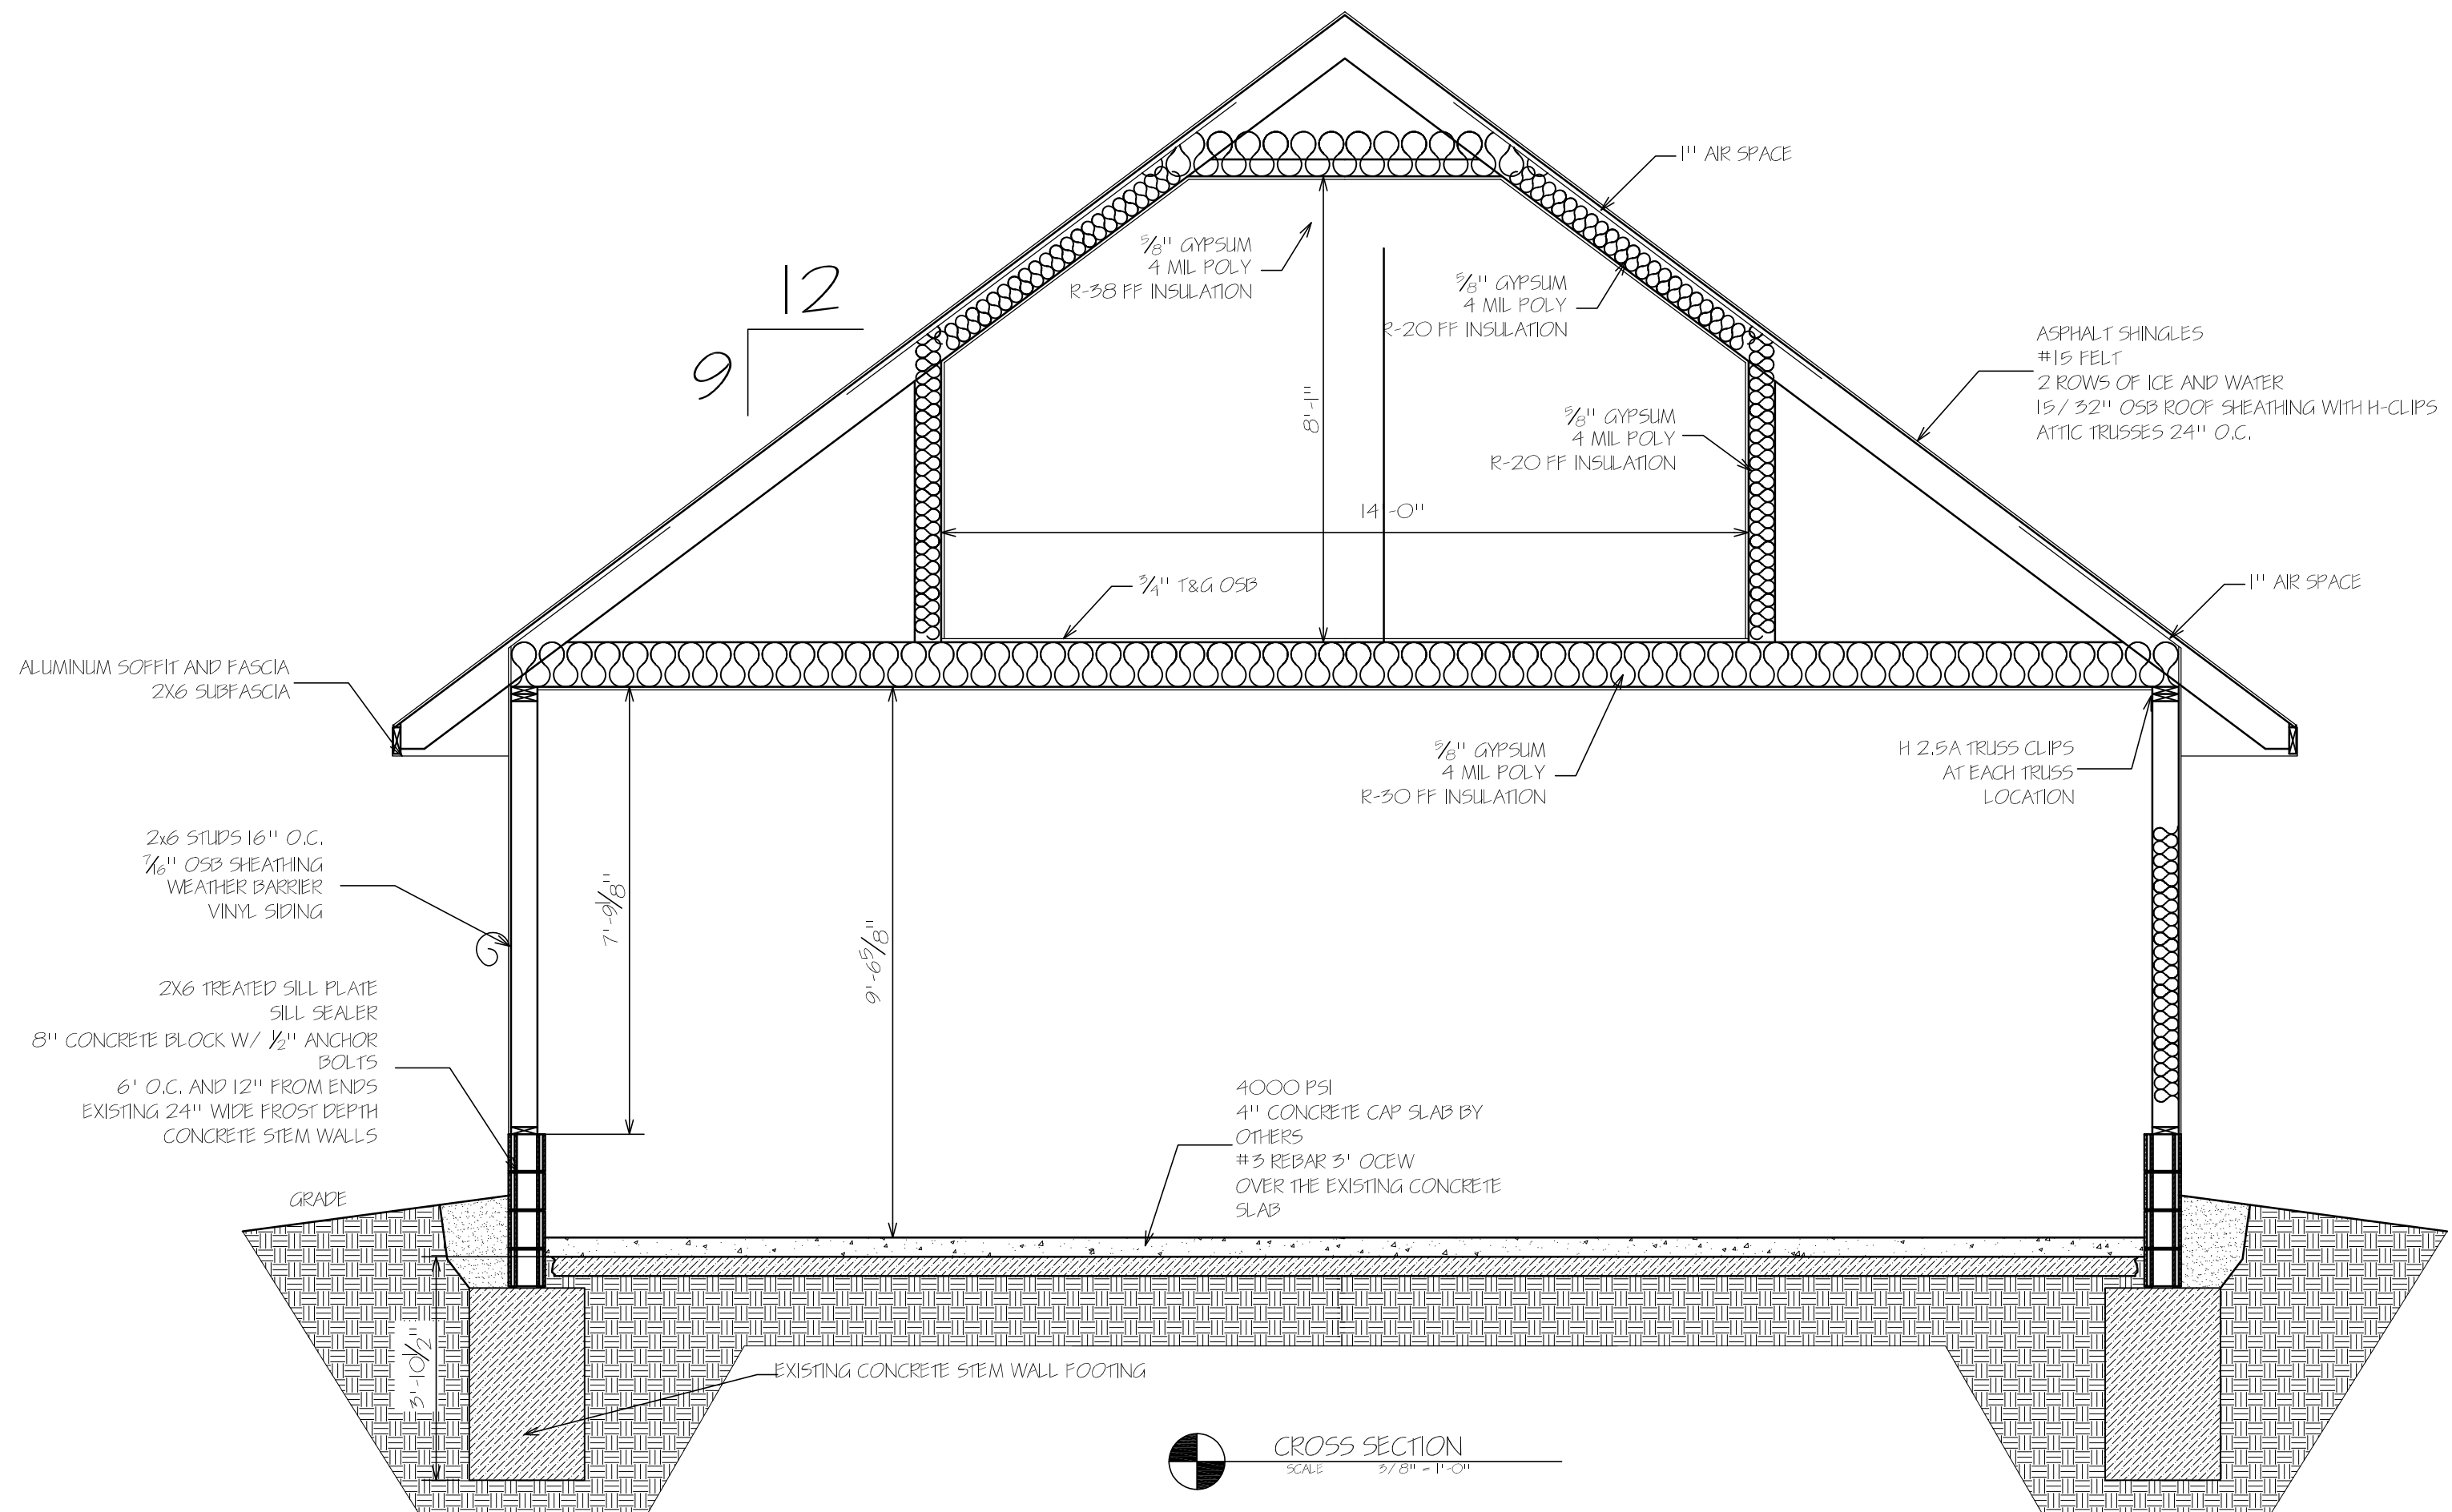 1" AIR SPACE
5/8" GYPSUM
4 MIL POLY
R-38 FF INSULATION
12
9
5/8" GYPSUM
4 MIL POLY
R-20 FF INSULATION
ASPHALT SHINGLES
#15 FELT
2 ROWS OF ICE AND WATER
15/32" OSB ROOF SHEATHING WITH H-CLIPS
ATTIC TRUSSES 24" O.C.
8'-1"
5/8" GYPSUM
4 MIL POLY
R-20 FF INSULATION
14'-0"
3/4" T&G OSB
1" AIR SPACE
ALUMINUM SOFFIT AND FASCIA
2X6 SUBFASCIA
5/8" GYPSUM
4 MIL POLY
R-30 FF INSULATION
H 2.5A TRUSS CLIPS
AT EACH TRUSS
LOCATION
2x6 STUDS 16" O.C.
7/16" OSB SHEATHING
WEATHER BARRIER
VINYL SIDING
7'-9 1/8"
9'-6 5/8"
2X6 TREATED SILL PLATE
SILL SEALER
8" CONCRETE BLOCK W/ 1/2" ANCHOR
BOLTS
6' O.C. AND 12" FROM ENDS
EXISTING 24" WIDE FROST DEPTH
CONCRETE STEM WALLS
4000 PSI
4" CONCRETE CAP SLAB BY
OTHERS
#3 REBAR 3' OCEW
OVER THE EXISTING CONCRETE
SLAB
GRADE
3'-10 1/2"
EXISTING CONCRETE STEM WALL FOOTING
CROSS SECTION
SCALE 3/8" = 1'-0"